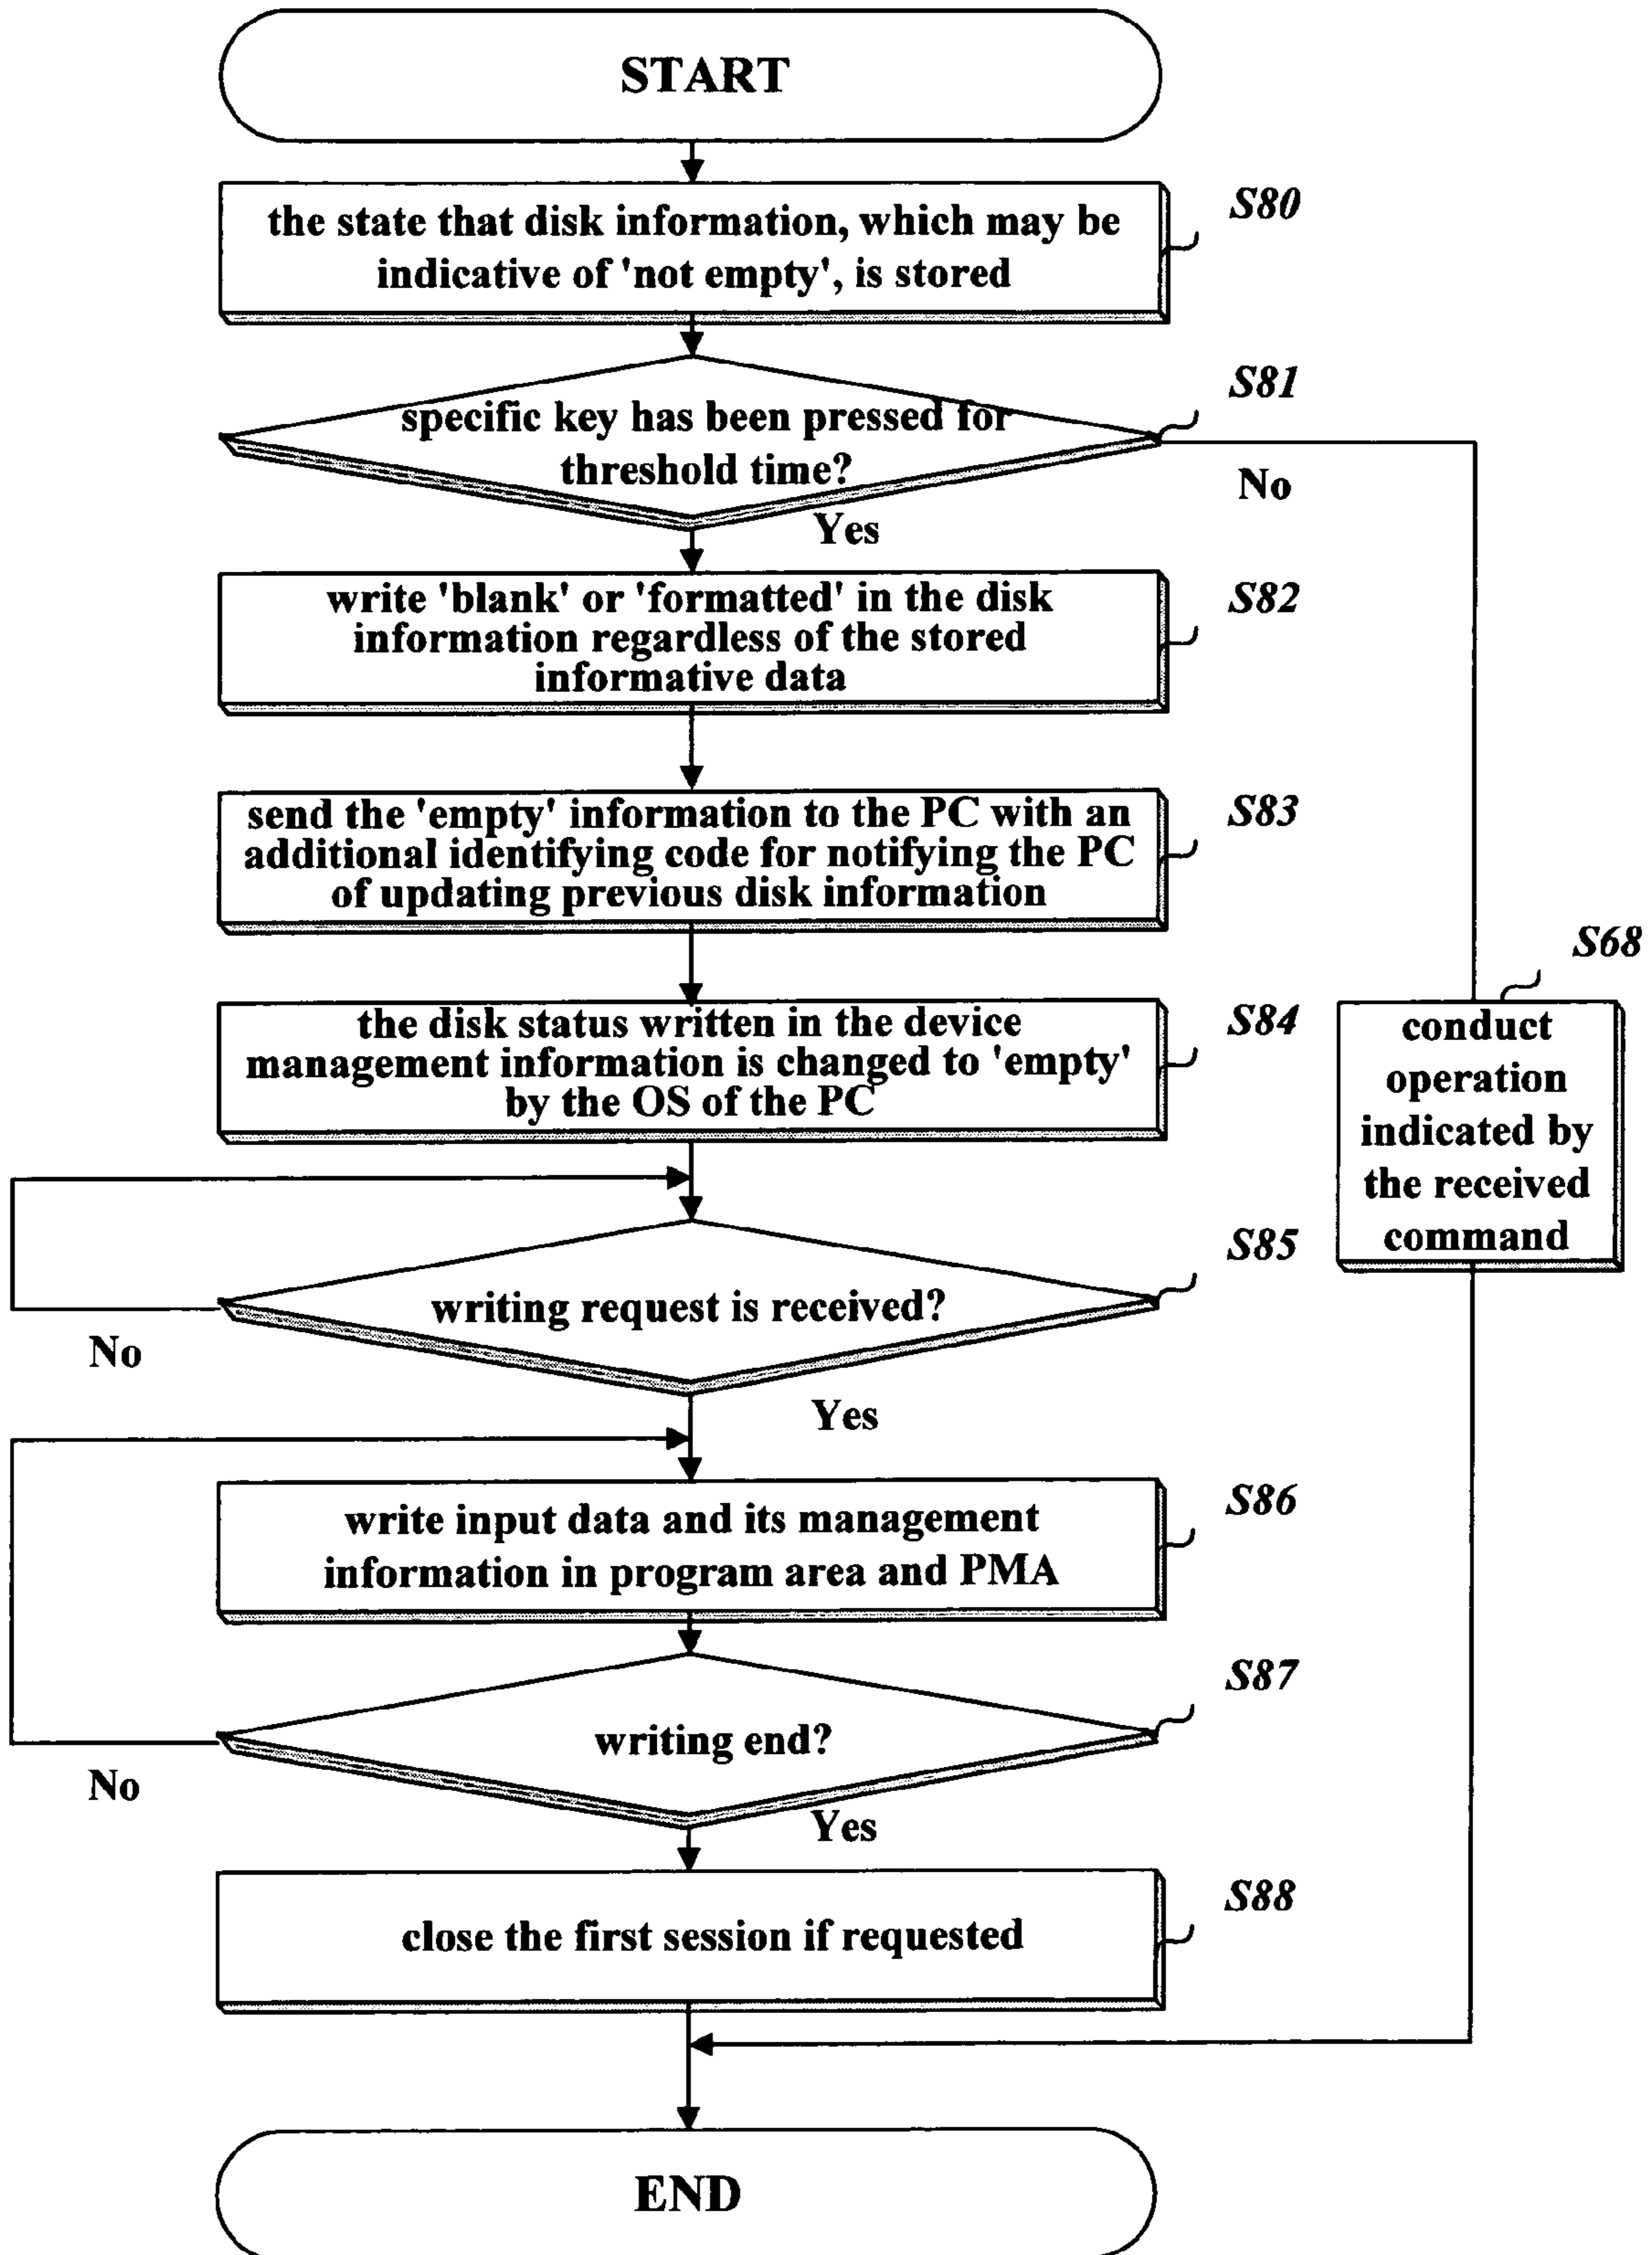 START
the state that disk information, which may be
indicative of 'not empty', is stored
S80
specific key has been pressed for
threshold time?
S81
No
Yes
write 'blank' or 'formatted' in the disk
information regardless of the stored
informative data
S82
send the 'empty' information to the PC with an
additional identifying code for notifying the PC
of updating previous disk information
S83
the disk status written in the device
management information is changed to 'empty'
by the OS of the PC
S84
S68
conduct
operation
indicated by
the received
command
writing request is received?
S85
No
Yes
write input data and its management
information in program area and PMA
S86
writing end?
S87
No
Yes
close the first session if requested
S88
END